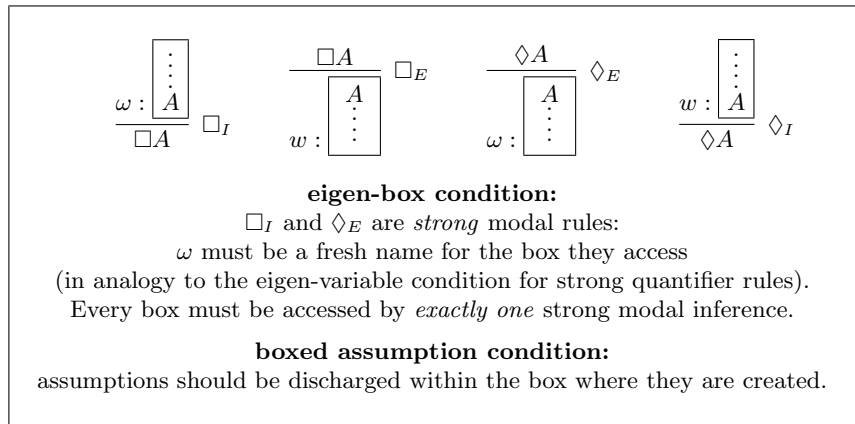 ⋮ □A ◊A ⋮
ω : A □I A □E A ◊E w : A
□A w : ⋮ ω : ⋮ ◊A ◊I
eigen-box condition:
□I and ◊E are strong modal rules:
ω must be a fresh name for the box they access
(in analogy to the eigen-variable condition for strong quantifier rules).
Every box must be accessed by exactly one strong modal inference.
boxed assumption condition:
assumptions should be discharged within the box where they are created.